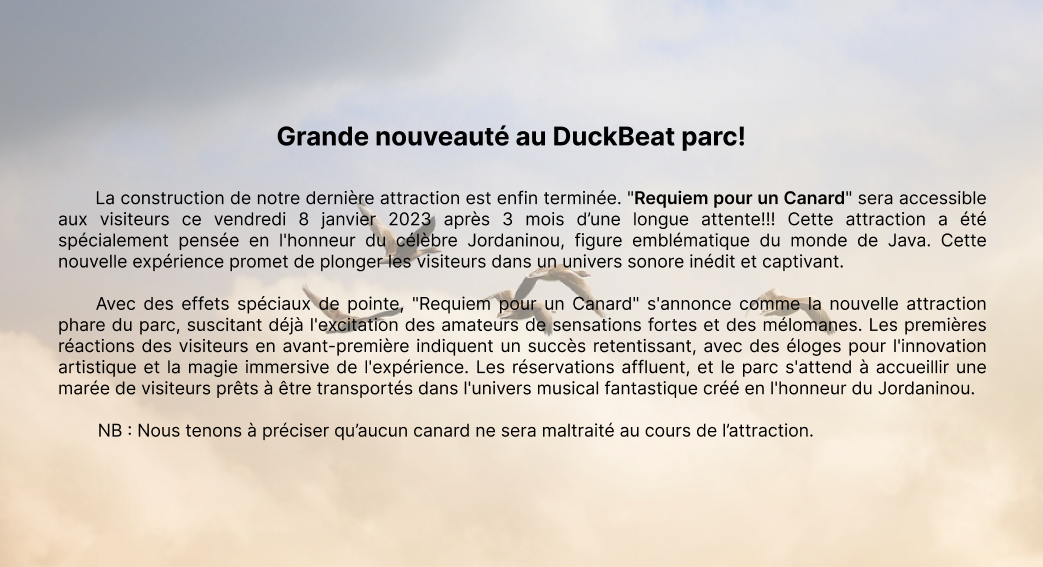 Grande nouveauté au DuckBeat parc!
La construction de notre dernière attraction est enfin terminée. "Requiem pour un Canard" sera accessible
aux visiteurs ce vendredi 8 janvier 2023 après 3 mois d’une longue attente!!! Cette attraction a été
spécialement pensée en l'honneur du célèbre Jordaninou, figure emblématique du monde de Java. Cette
nouvelle expérience promet de plonger les visiteurs dans un univers sonore inédit et captivant.
Avec des effets spéciaux de pointe, "Requiem pour un Canard" s'annonce comme la nouvelle attraction
phare du parc, suscitant déjà l'excitation des amateurs de sensations fortes et des mélomanes. Les premières
réactions des visiteurs en avant-première indiquent un succès retentissant, avec des éloges pour l'innovation
artistique et la magie immersive de l'expérience. Les réservations affluent, et le parc s'attend à accueillir une
marée de visiteurs prêts à être transportés dans l'univers musical fantastique créé en l'honneur du Jordaninou.
NB : Nous tenons à préciser qu’aucun canard ne sera maltraité au cours de l’attraction.